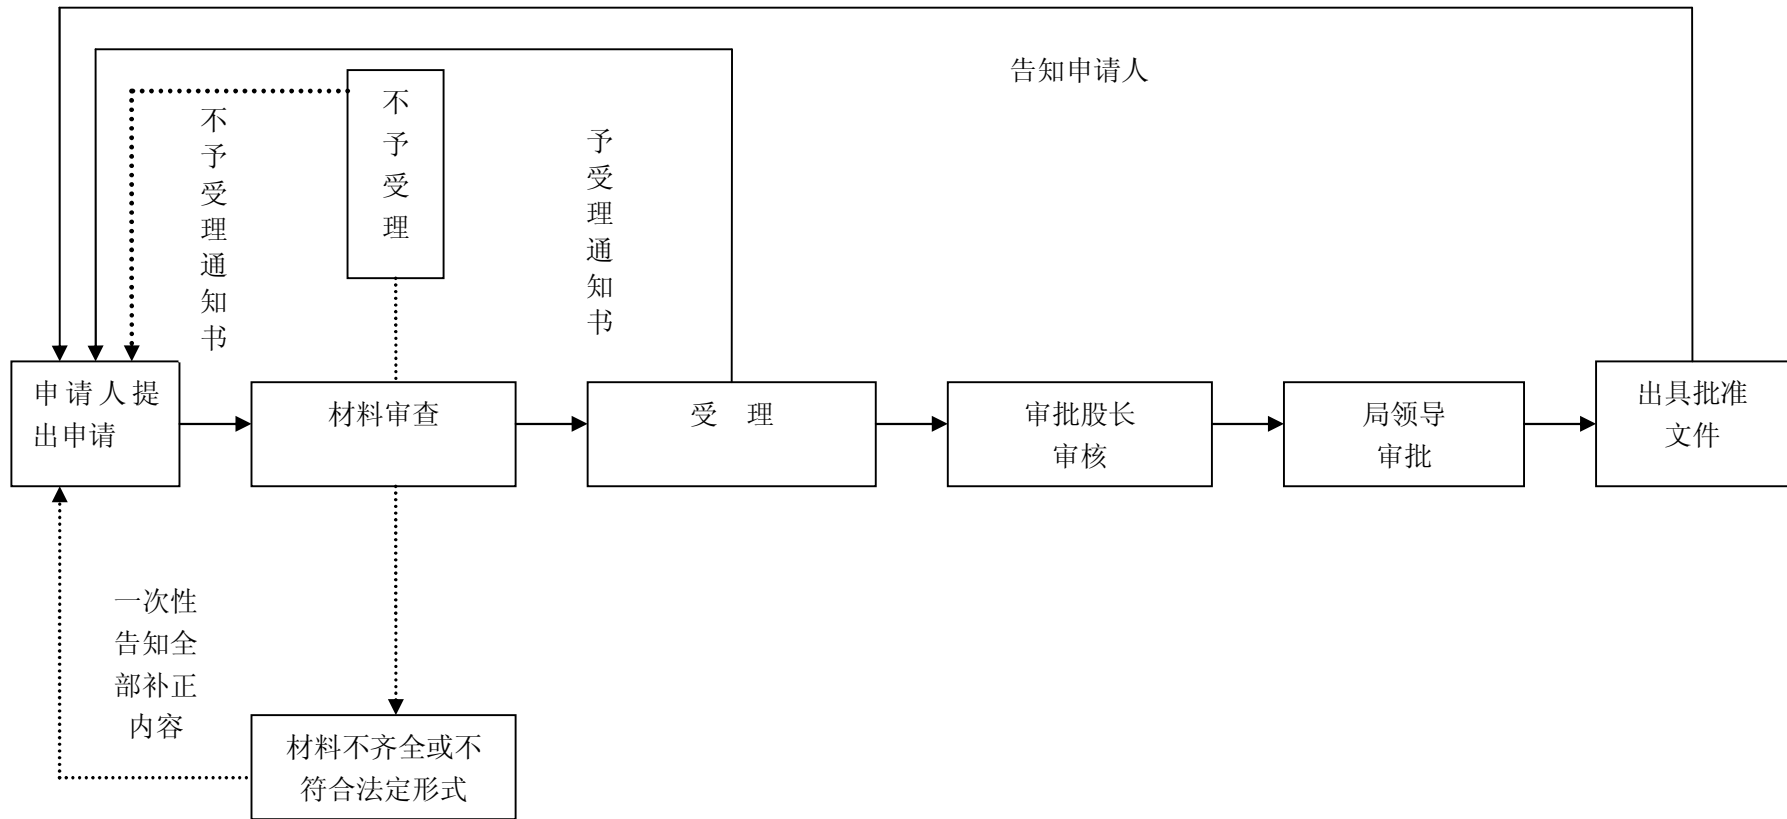 告知申请人
不予受理
不予受理通知书
予受理通知书
申请人提
出申请
材料审查
受 理
审批股长
审核
局领导
审批
出具批准
文件
一次性
告知全
部补正
内容
材料不齐全或不
符合法定形式